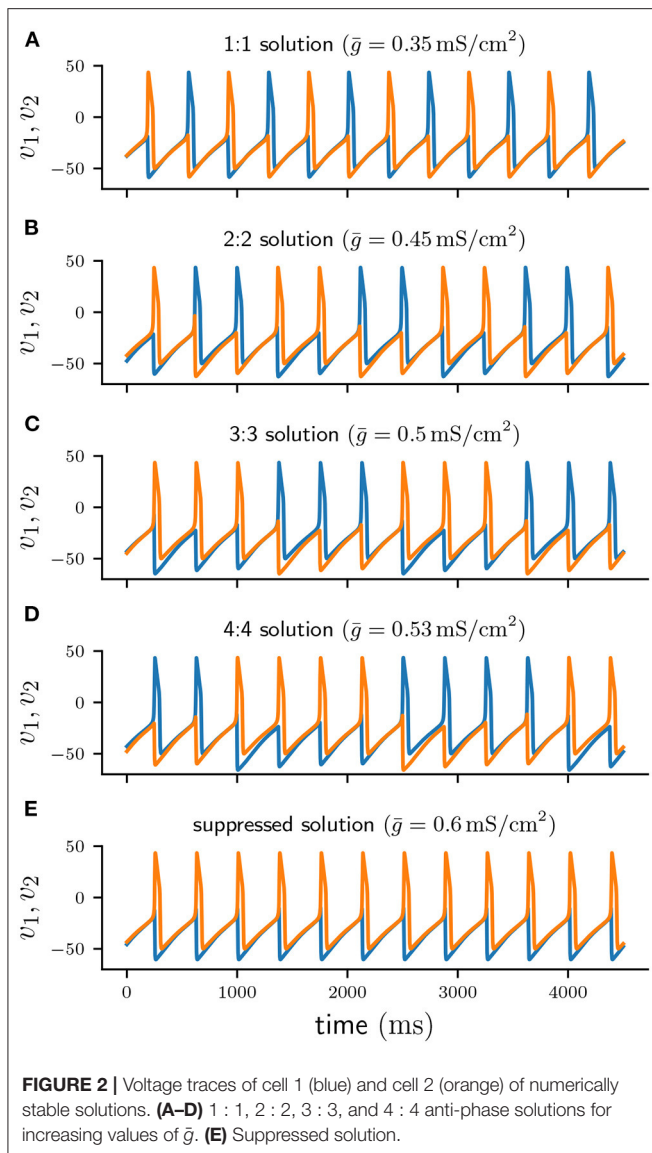 A
1:1 solution (ḡ = 0.35 mS/cm²)
50
0
−50
v₁, v₂
B
2:2 solution (ḡ = 0.45 mS/cm²)
50
0
−50
v₁, v₂
C
3:3 solution (ḡ = 0.5 mS/cm²)
50
0
−50
v₁, v₂
D
4:4 solution (ḡ = 0.53 mS/cm²)
50
0
−50
v₁, v₂
E
suppressed solution (ḡ = 0.6 mS/cm²)
50
0
−50
v₁, v₂
0 1000 2000 3000 4000
time (ms)
FIGURE 2 | Voltage traces of cell 1 (blue) and cell 2 (orange) of numerically
stable solutions. (A–D) 1 : 1, 2 : 2, 3 : 3, and 4 : 4 anti-phase solutions for
increasing values of ḡ. (E) Suppressed solution.